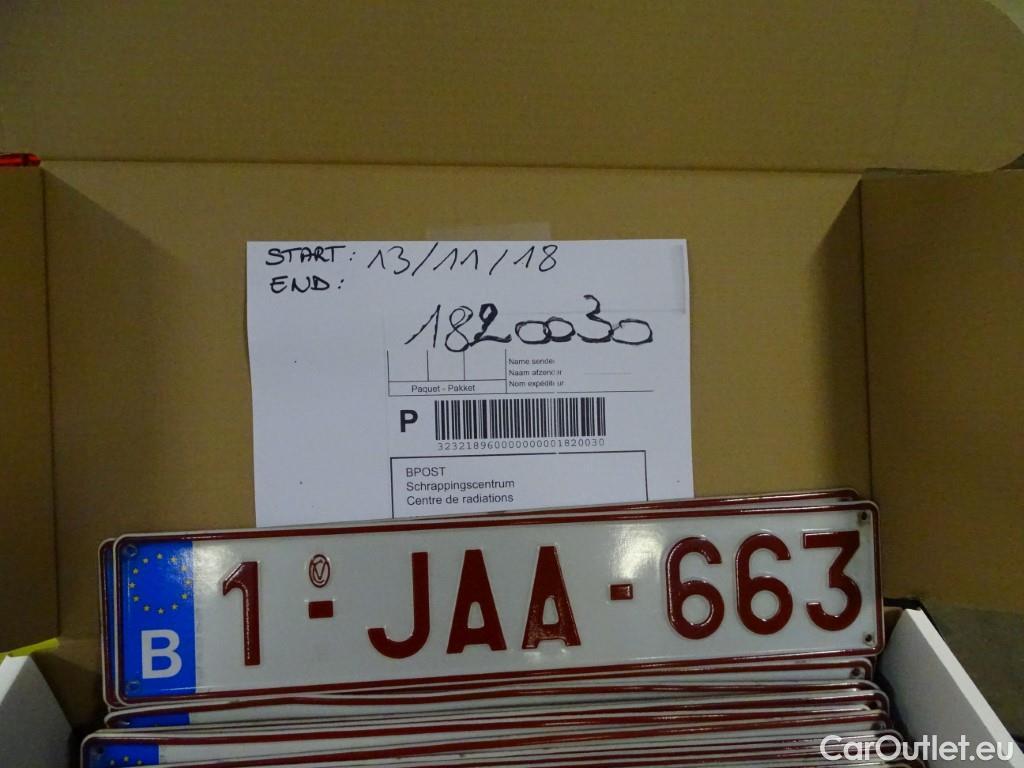 START: 13/11/18
END:
1820030
Name sender
Naam afzender
Nom expéditeur
Paquet - Pakket
P
323218960000000001820030
BPOST
Schrappingscentrum
Centre de radiations
B 1-JAA-663
CarOutlet.eu